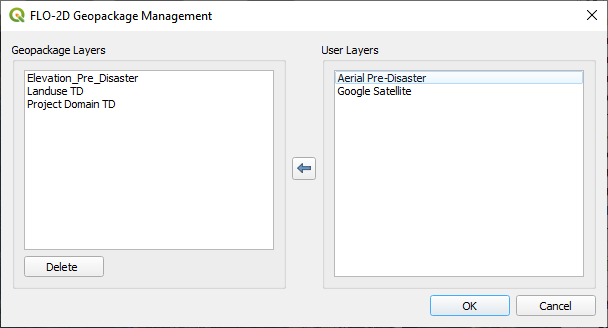 FLO-2D Geopackage Management
Geopackage Layers
Elevation_Pre_Disaster
Landuse TD
Project Domain TD
Delete
User Layers
Aerial Pre-Disaster
Google Satellite
OK
Cancel